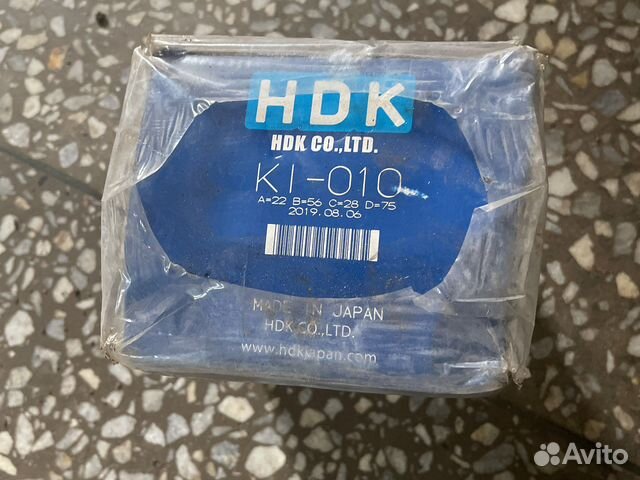 HDK
HDK CO.,LTD.
KI-010
A=22 B=56 C=28 D=75
2019.08.06
MADE IN JAPAN
HDK CO.,LTD.
www.hdkjapan.com
Avito